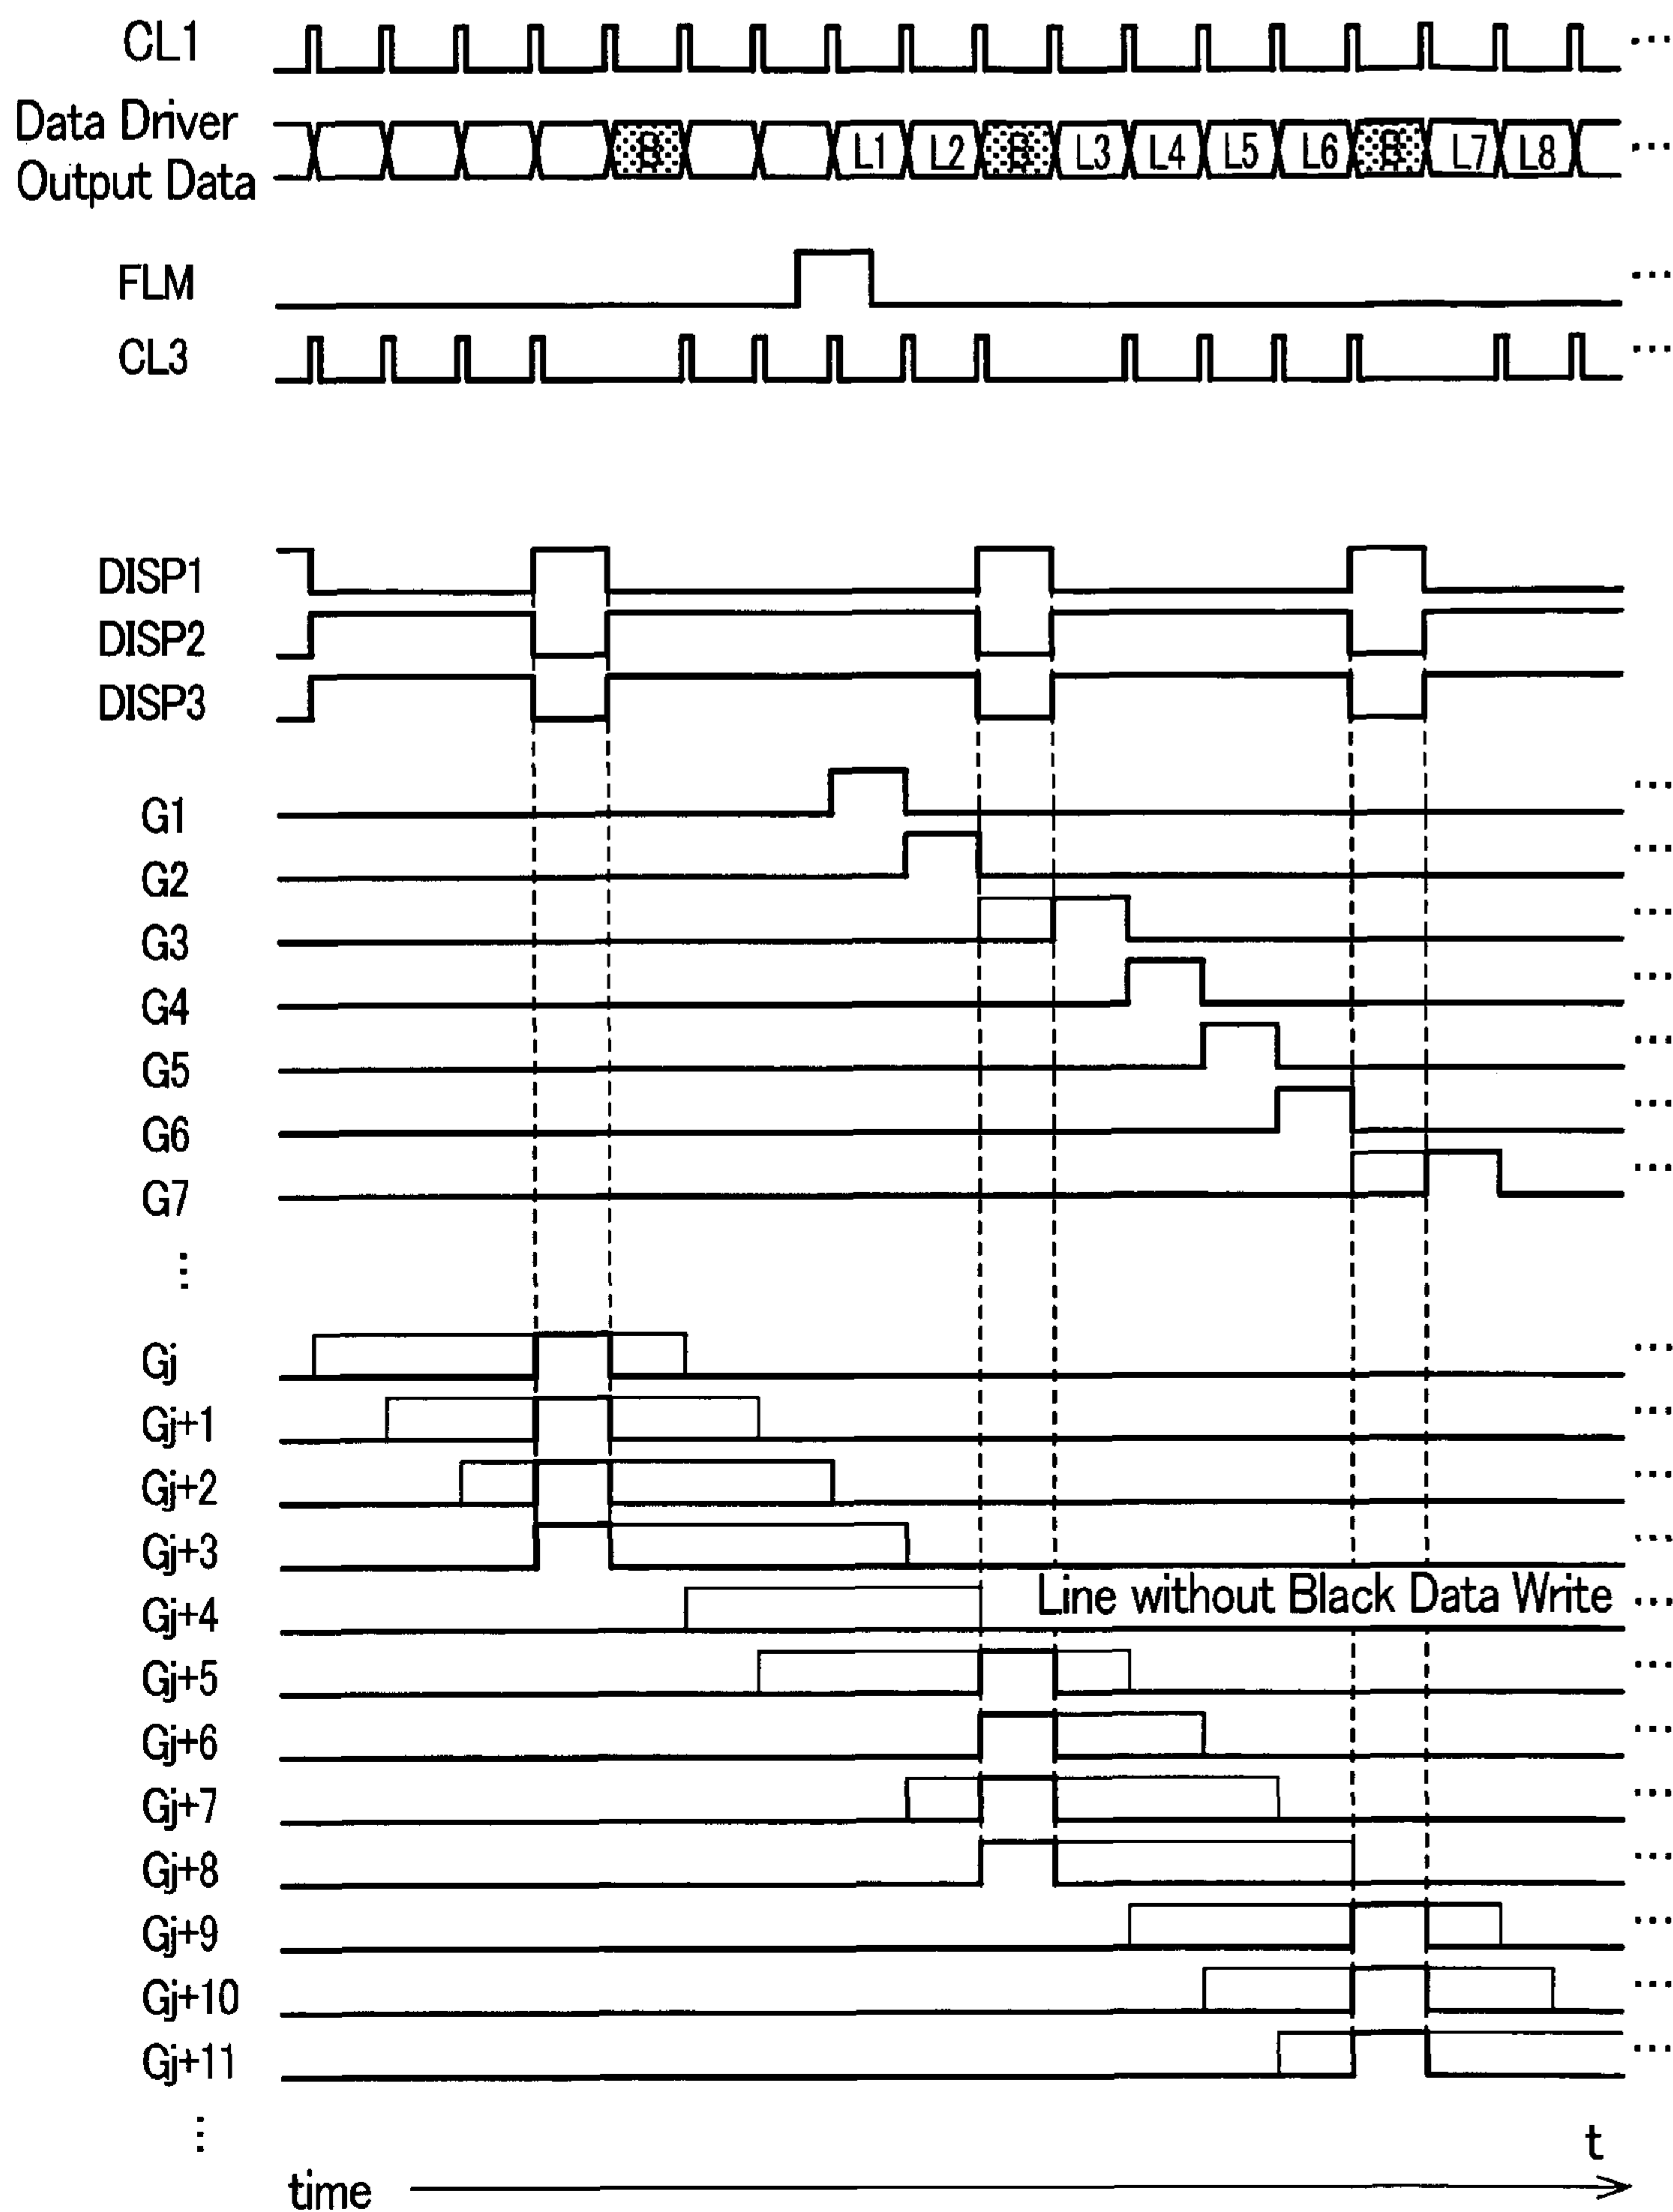 CL1 ...
Data Driver
Output Data B L1 L2 B L3 L4 L5 L6 B L7 L8 ...
FLM ...
CL3 ...
DISP1
DISP2
DISP3
G1 ...
G2 ...
G3 ...
G4 ...
G5 ...
G6 ...
G7 ...
⋮
Gj ...
Gj+1 ...
Gj+2 ...
Gj+3 ...
Gj+4 Line without Black Data Write ...
Gj+5 ...
Gj+6 ...
Gj+7 ...
Gj+8 ...
Gj+9 ...
Gj+10 ...
Gj+11 ...
⋮
t
time